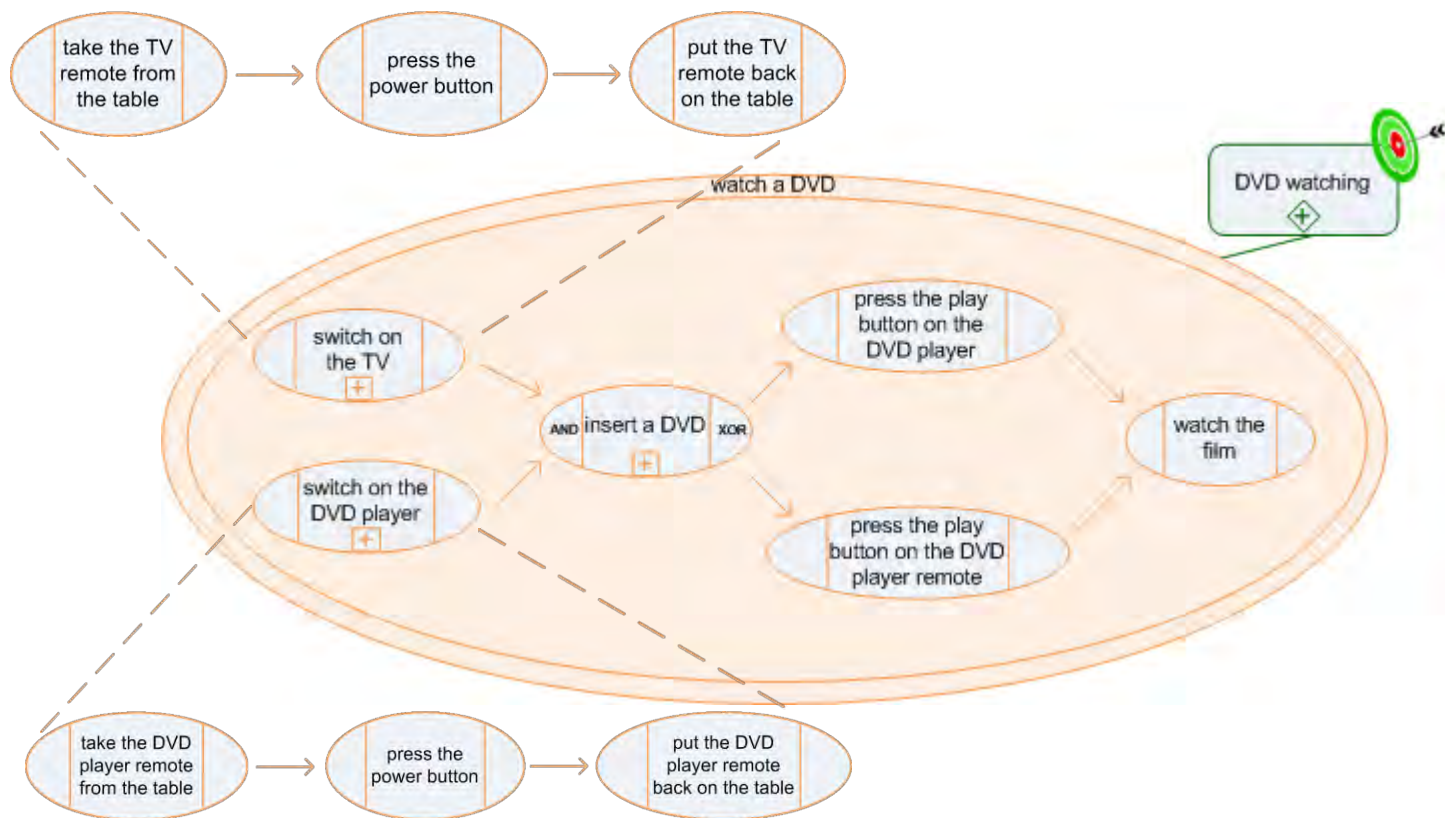 take the TV
remote from
the table
press the
power button
put the TV
remote back
on the table
watch a DVD
DVD watching
switch on
the TV
press the play
button on the
DVD player
AND
insert a DVD
XOR
watch the
film
switch on the
DVD player
press the play
button on the DVD
player remote
take the DVD
player remote
from the table
press the
power button
put the DVD
player remote
back on the table